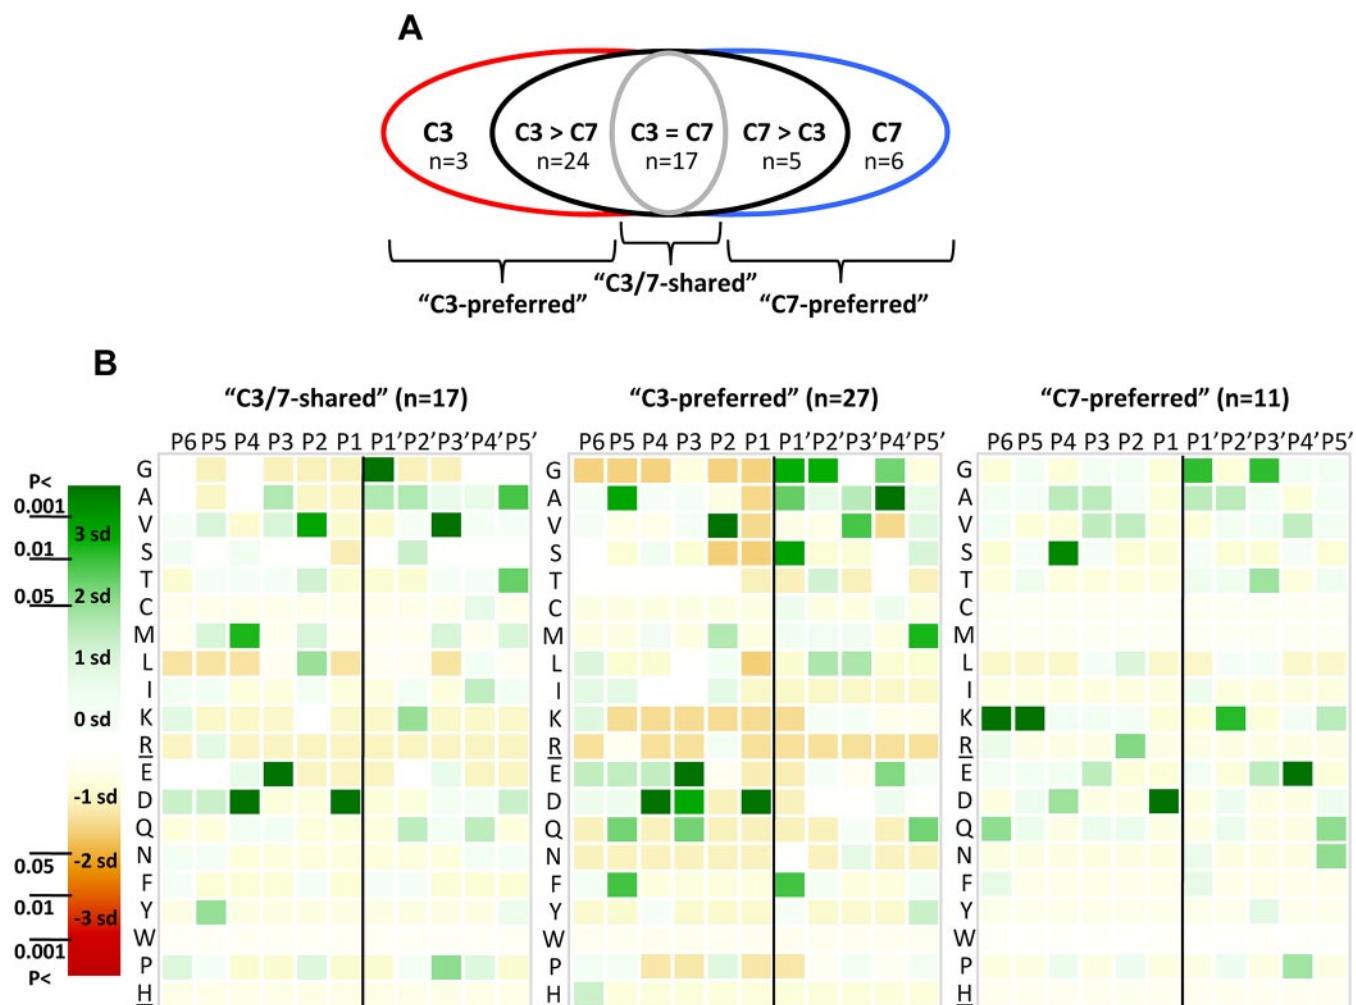 A
C3 C3 > C7 C3 = C7 C7 > C3 C7
n=3 n=24 n=17 n=5 n=6
“C3/7-shared”
“C3-preferred” “C7-preferred”
B
“C3/7-shared” (n=17) “C3-preferred” (n=27) “C7-preferred” (n=11)
P6 P5 P4 P3 P2 P1 P1’ P2’ P3’ P4’ P5’ P6 P5 P4 P3 P2 P1 P1’ P2’ P3’ P4’ P5’ P6 P5 P4 P3 P2 P1 P1’ P2’ P3’ P4’ P5’
P<
0.001
0.01
0.05
0.05
0.01
0.001
P<
3 sd
2 sd
1 sd
0 sd
-1 sd
-2 sd
-3 sd
G G G
A A A
V V V
S S S
T T T
C C C
M M M
L L L
I I I
K K K
R R R
E E E
D D D
Q Q Q
N N N
F F F
Y Y Y
W W W
P P P
H H H